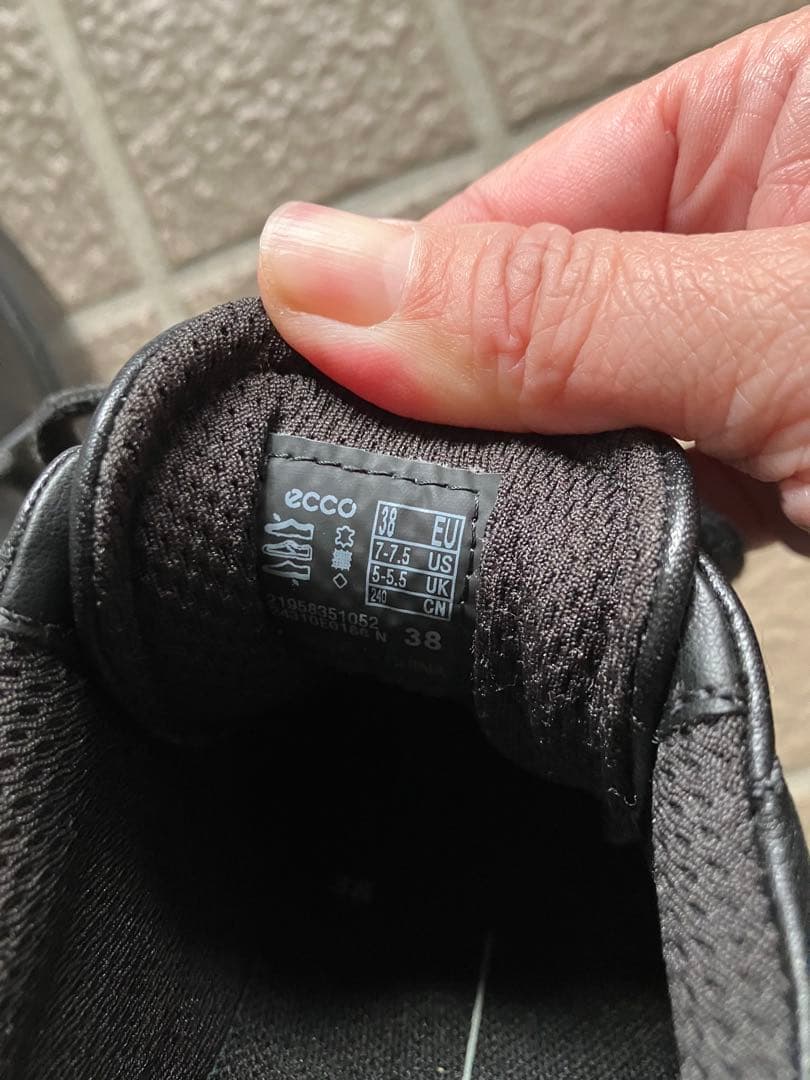 ecco
38 EU
7-7.5 US
5-5.5 UK
240 CN
21958351052
38